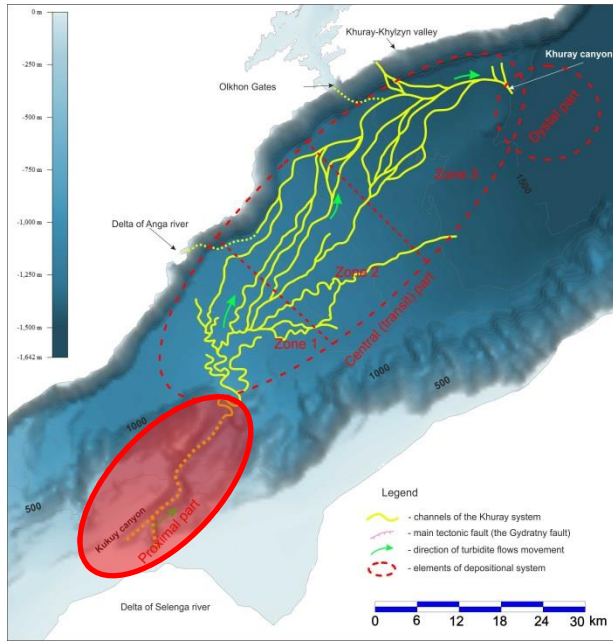 -0 m
-250 m
-500 m
-750 m
-1,000 m
-1,250 m
-1,500 m
-1,642 m
Khuray-Khylzyn valley
Khuray canyon
Olkhon Gates
Dystal part
Zone 3
1500
Delta of Anga river
Zone 2
Central (transit) part
Zone 1
1000
500
1000
500
Kukuy canyon
Proximal part
Delta of Selenga river
Legend
- channels of the Khuray system
- main tectonic fault (the Gydratny fault)
- direction of turbidite flows movement
- elements of depositional system
0 6 12 18 24 30
km